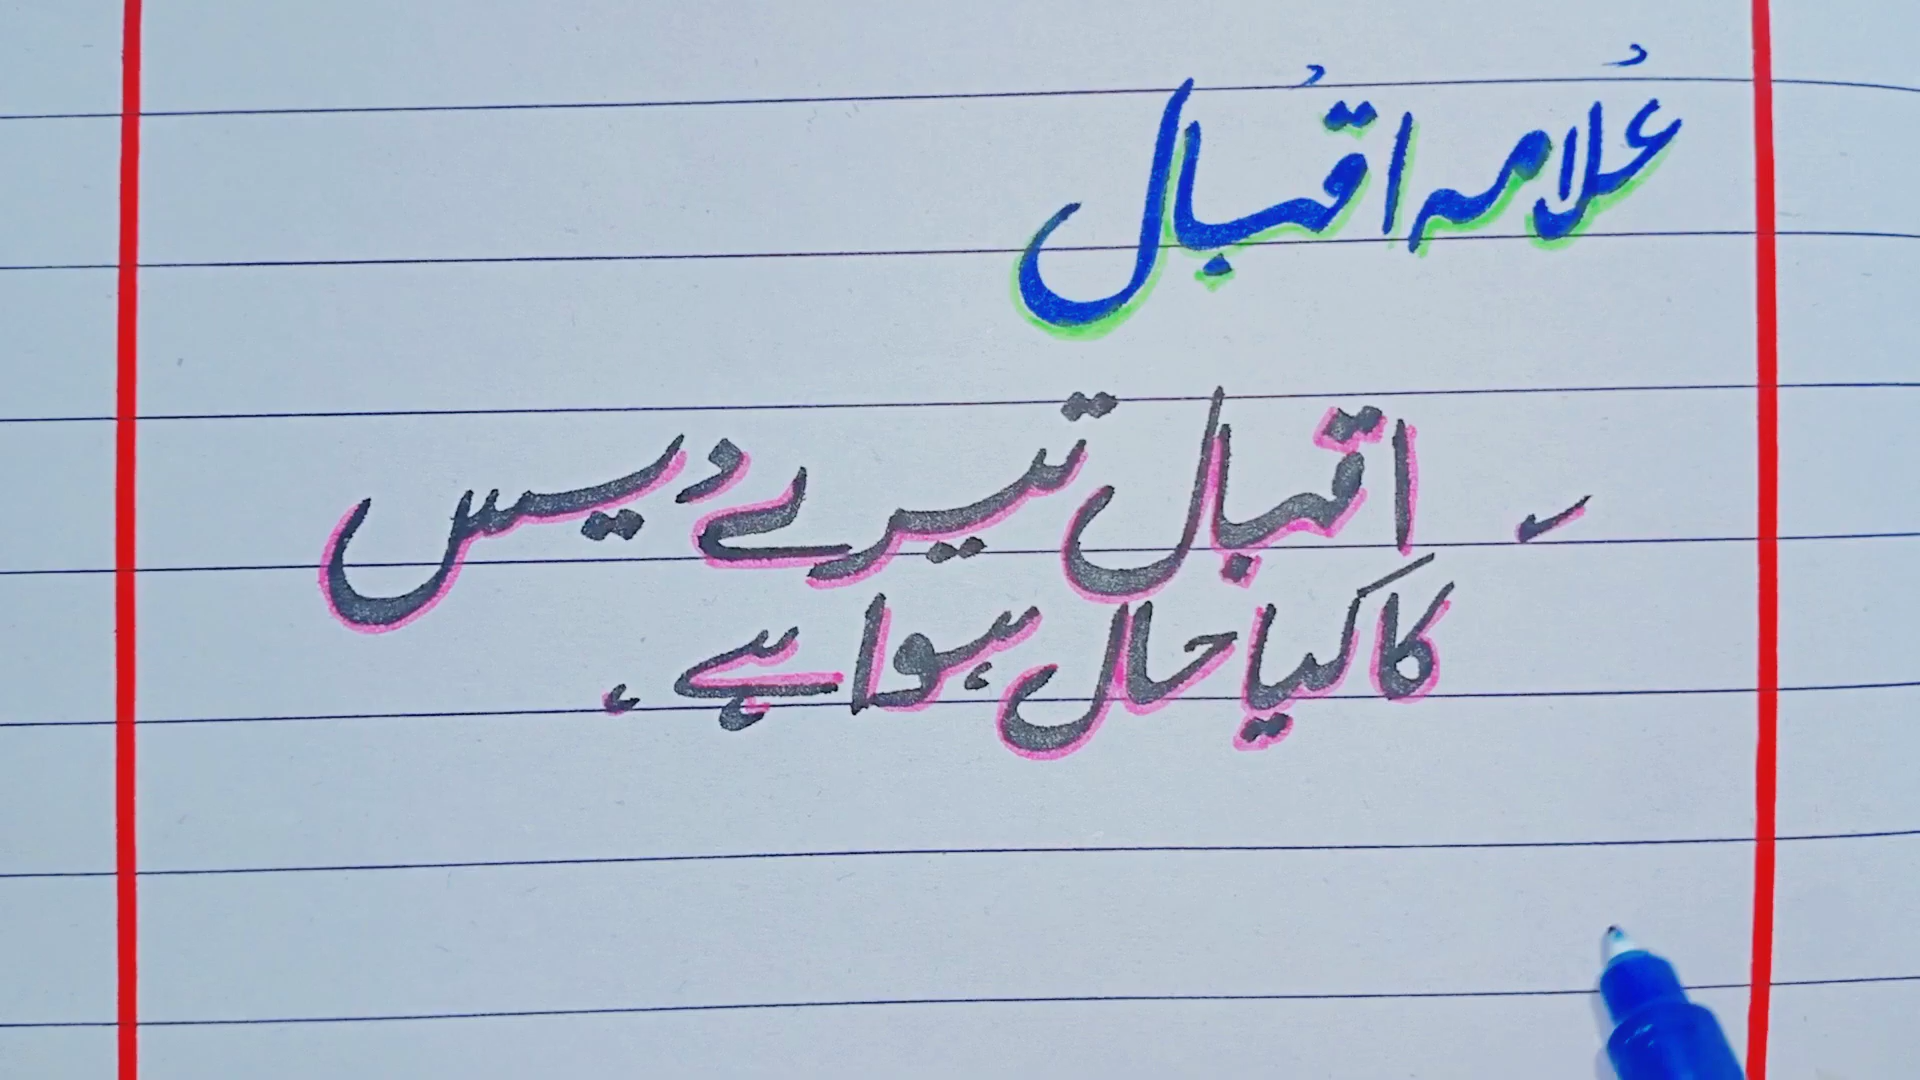 علامہ اقبال
اقبال تیرے دیس
کا کیا حال ہوا ہے۔